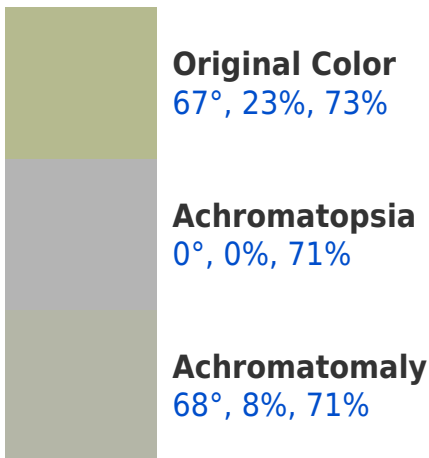 Original Color
67°, 23%, 73%
Achromatopsia
0°, 0%, 71%
Achromatomaly
68°, 8%, 71%